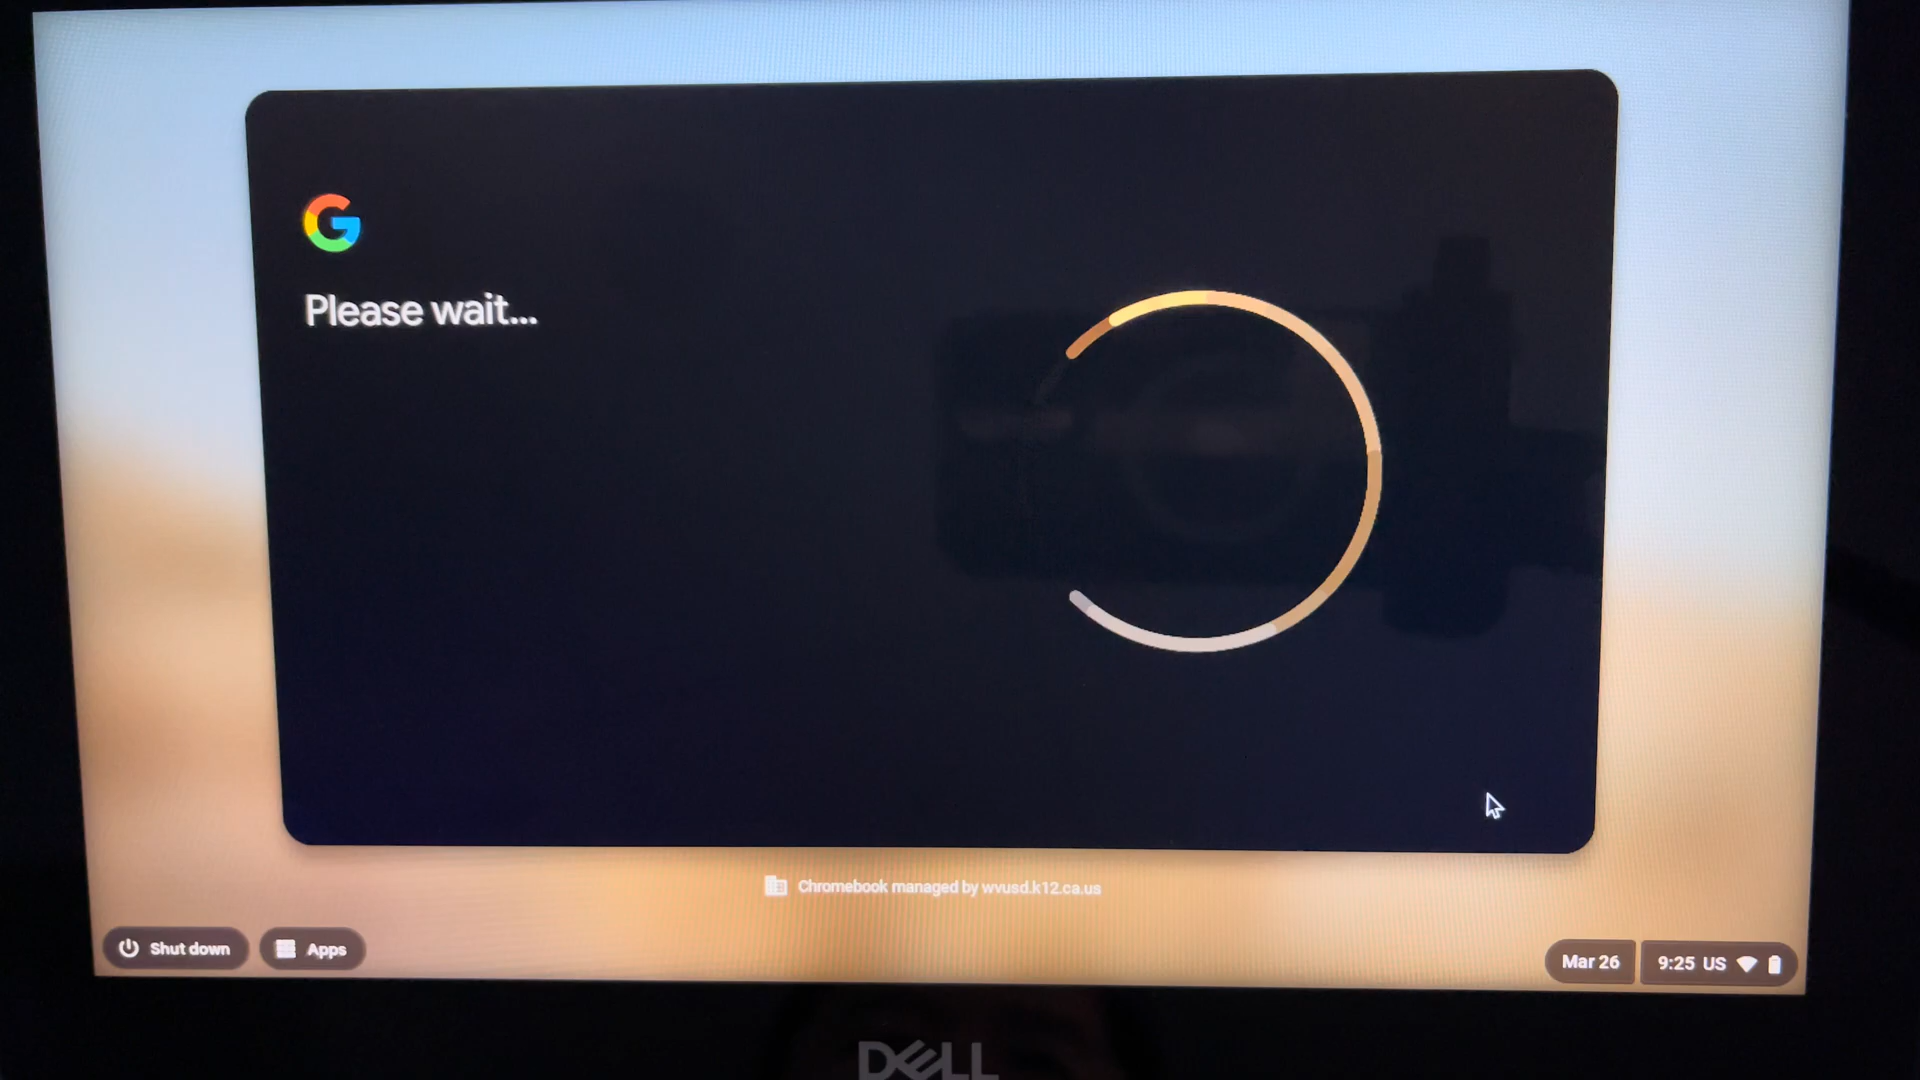 G
Please wait...
Chromebook managed by wvusd.k12.ca.us
Shut down
Apps
Mar 26
9:25 US
DELL